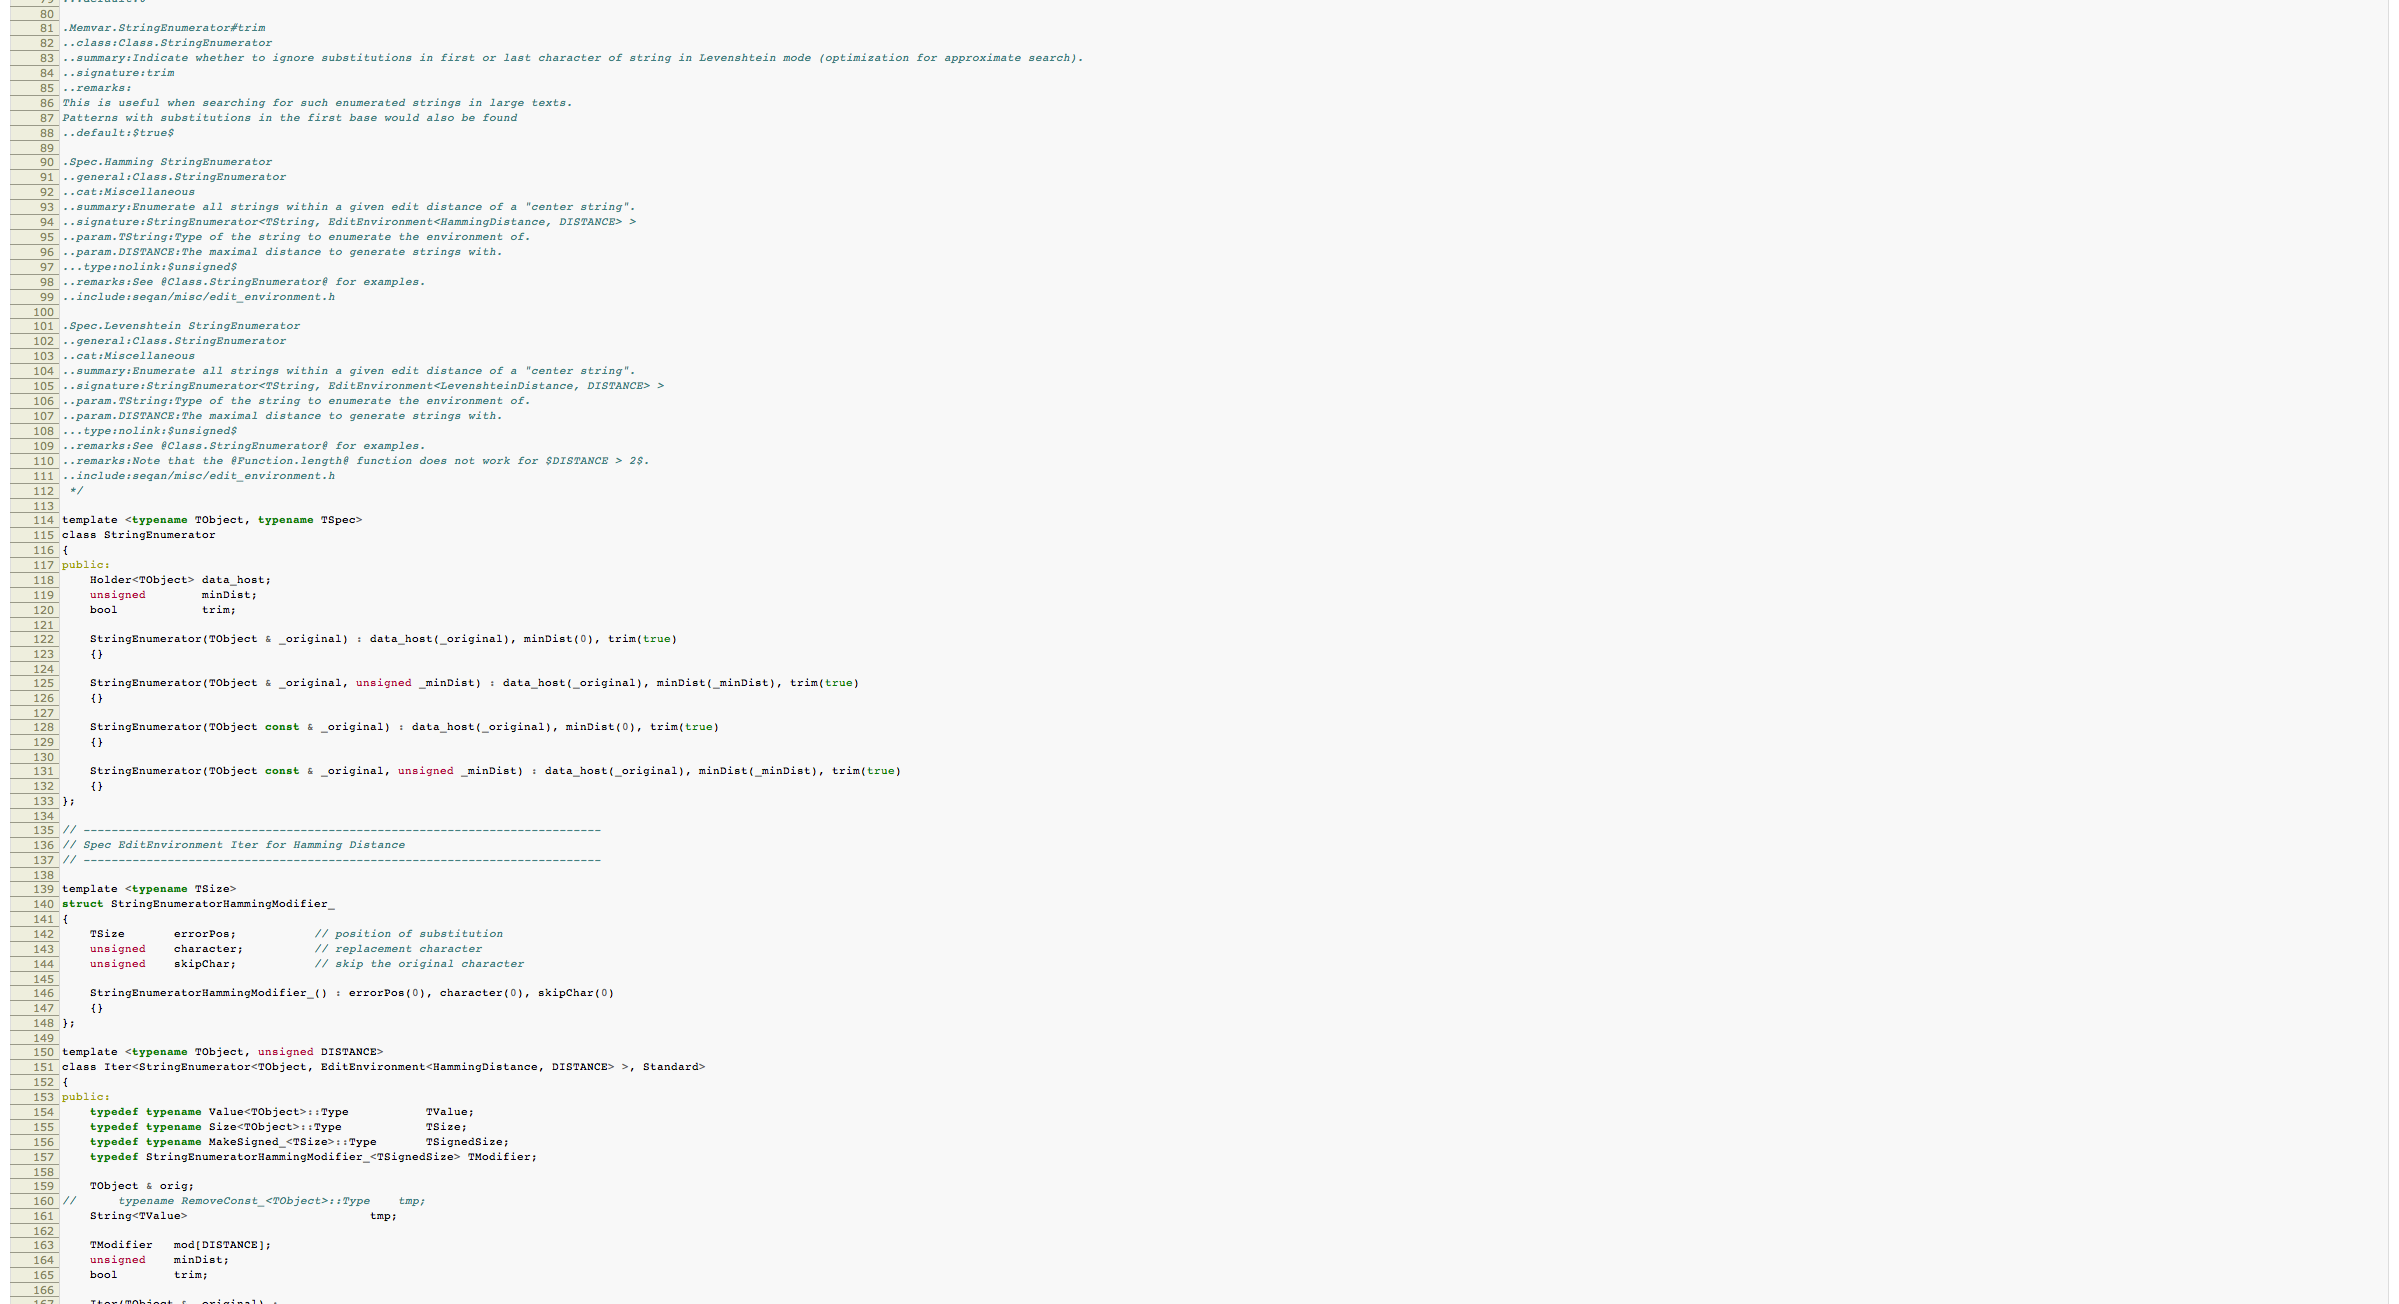 80
81 .Memvar.StringEnumerator#trim
82 ..class:Class.StringEnumerator
83 ..summary:Indicate whether to ignore substitutions in first or last character of string in Levenshtein mode (optimization for approximate search).
84 ..signature:trim
85 ..remarks:
86 This is useful when searching for such enumerated strings in large texts.
87 Patterns with substitutions in the first base would also be found
88 ..default:$true$
89
90 .Spec.Hamming StringEnumerator
91 ..general:Class.StringEnumerator
92 ..cat:Miscellaneous
93 ..summary:Enumerate all strings within a given edit distance of a "center string".
94 ..signature:StringEnumerator<TString, EditEnvironment<HammingDistance, DISTANCE> >
95 ..param.TString:Type of the string to enumerate the environment of.
96 ..param.DISTANCE:The maximal distance to generate strings with.
97 ...type:nolink:$unsigned$
98 ..remarks:See @Class.StringEnumerator@ for examples.
99 ..include:seqan/misc/edit_environment.h
100
101 .Spec.Levenshtein StringEnumerator
102 ..general:Class.StringEnumerator
103 ..cat:Miscellaneous
104 ..summary:Enumerate all strings within a given edit distance of a "center string".
105 ..signature:StringEnumerator<TString, EditEnvironment<LevenshteinDistance, DISTANCE> >
106 ..param.TString:Type of the string to enumerate the environment of.
107 ..param.DISTANCE:The maximal distance to generate strings with.
108 ...type:nolink:$unsigned$
109 ..remarks:See @Class.StringEnumerator@ for examples.
110 ..remarks:Note that the @Function.length@ function does not work for $DISTANCE > 2$.
111 ..include:seqan/misc/edit_environment.h
112 */
113
114 template <typename TObject, typename TSpec>
115 class StringEnumerator
116 {
117 public:
118 Holder<TObject> data_host;
119 unsigned minDist;
120 bool trim;
121
122 StringEnumerator(TObject & _original) : data_host(_original), minDist(0), trim(true)
123 {}
124
125 StringEnumerator(TObject & _original, unsigned _minDist) : data_host(_original), minDist(_minDist), trim(true)
126 {}
127
128 StringEnumerator(TObject const & _original) : data_host(_original), minDist(0), trim(true)
129 {}
130
131 StringEnumerator(TObject const & _original, unsigned _minDist) : data_host(_original), minDist(_minDist), trim(true)
132 {}
133 };
134
135 // --------------------------------------------------------------------------
136 // Spec EditEnvironment Iter for Hamming Distance
137 // --------------------------------------------------------------------------
138
139 template <typename TSize>
140 struct StringEnumeratorHammingModifier_
141 {
142 TSize errorPos; // position of substitution
143 unsigned character; // replacement character
144 unsigned skipChar; // skip the original character
145
146 StringEnumeratorHammingModifier_() : errorPos(0), character(0), skipChar(0)
147 {}
148 };
149
150 template <typename TObject, unsigned DISTANCE>
151 class Iter<StringEnumerator<TObject, EditEnvironment<HammingDistance, DISTANCE> >, Standard>
152 {
153 public:
154 typedef typename Value<TObject>::Type TValue;
155 typedef typename Size<TObject>::Type TSize;
156 typedef typename MakeSigned_<TSize>::Type TSignedSize;
157 typedef StringEnumeratorHammingModifier_<TSignedSize> TModifier;
158
159 TObject & orig;
160 // typename RemoveConst_<TObject>::Type tmp;
161 String<TValue> tmp;
162
163 TModifier mod[DISTANCE];
164 unsigned minDist;
165 bool trim;
166
167 Iter(TObject & _original) :